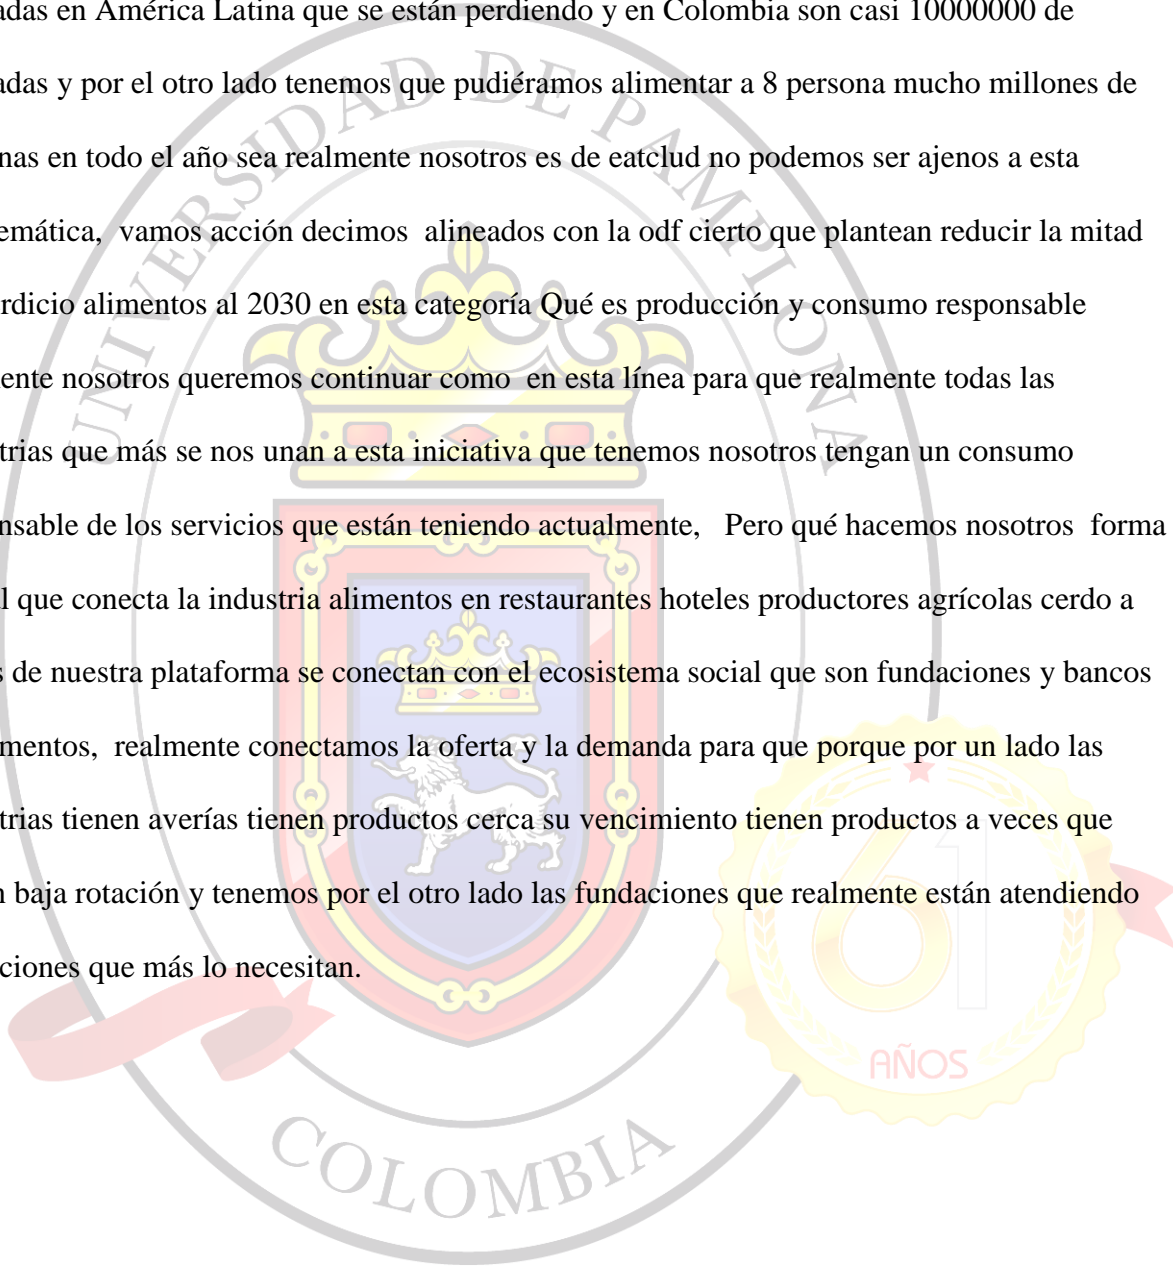 adas en América Latina que se están perdiendo y en Colombia son casi 10000000 de
adas y por el otro lado tenemos que pudiéramos alimentar a 8 persona mucho millones de
nas en todo el año sea realmente nosotros es de eatclud no podemos ser ajenos a esta
emática, vamos acción decimos alineados con la odf cierto que plantean reducir la mitad
rdicio alimentos al 2030 en esta categoría Qué es producción y consumo responsable
ente nosotros queremos continuar como en esta línea para que realmente todas las
trias que más se nos unan a esta iniciativa que tenemos nosotros tengan un consumo
nsable de los servicios que están teniendo actualmente, Pero qué hacemos nosotros forma
l que conecta la industria alimentos en restaurantes hoteles productores agrícolas cerdo a
s de nuestra plataforma se conectan con el ecosistema social que son fundaciones y bancos
mentos, realmente conectamos la oferta y la demanda para que porque por un lado las
trias tienen averías tienen productos cerca su vencimiento tienen productos a veces que
n baja rotación y tenemos por el otro lado las fundaciones que realmente están atendiendo
ciones que más lo necesitan.
UNIVERSIDAD DE PAMPLONA
COLOMBIA
61
AÑOS